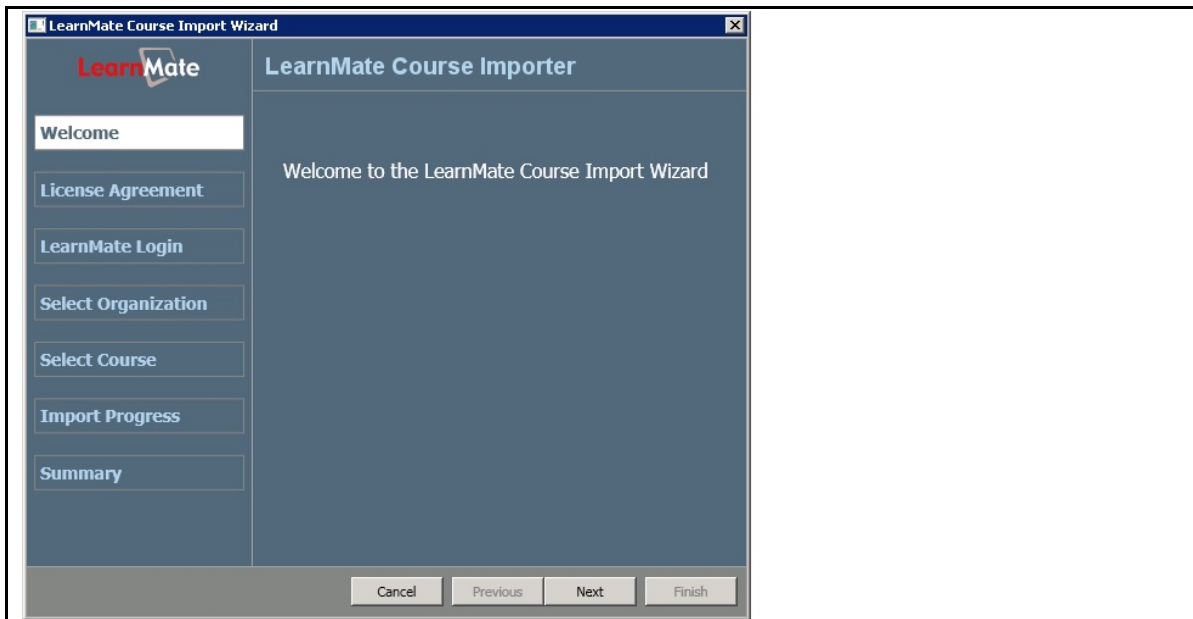 LearnMate Course Import Wizard
LearnMate
LearnMate Course Importer
Welcome
License Agreement
LearnMate Login
Select Organization
Select Course
Import Progress
Summary
Welcome to the LearnMate Course Import Wizard
Cancel
Previous
Next
Finish